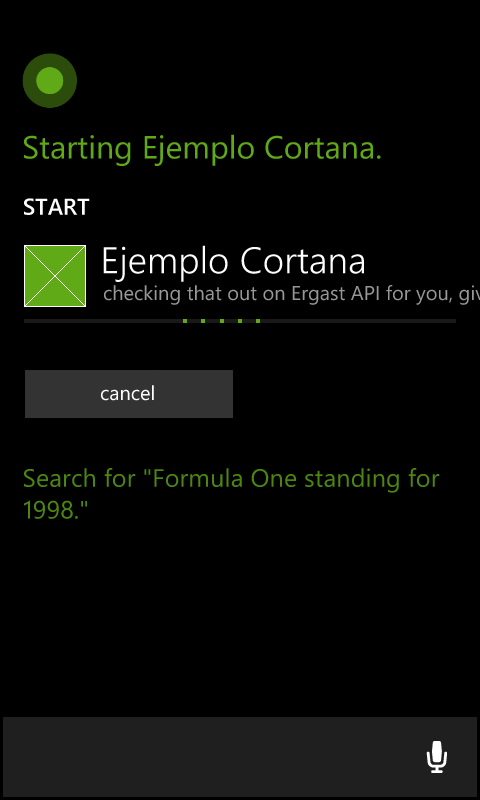 Starting Ejemplo Cortana.
START
Ejemplo Cortana
checking that out on Ergast API for you, giv
cancel
Search for "Formula One standing for
1998."